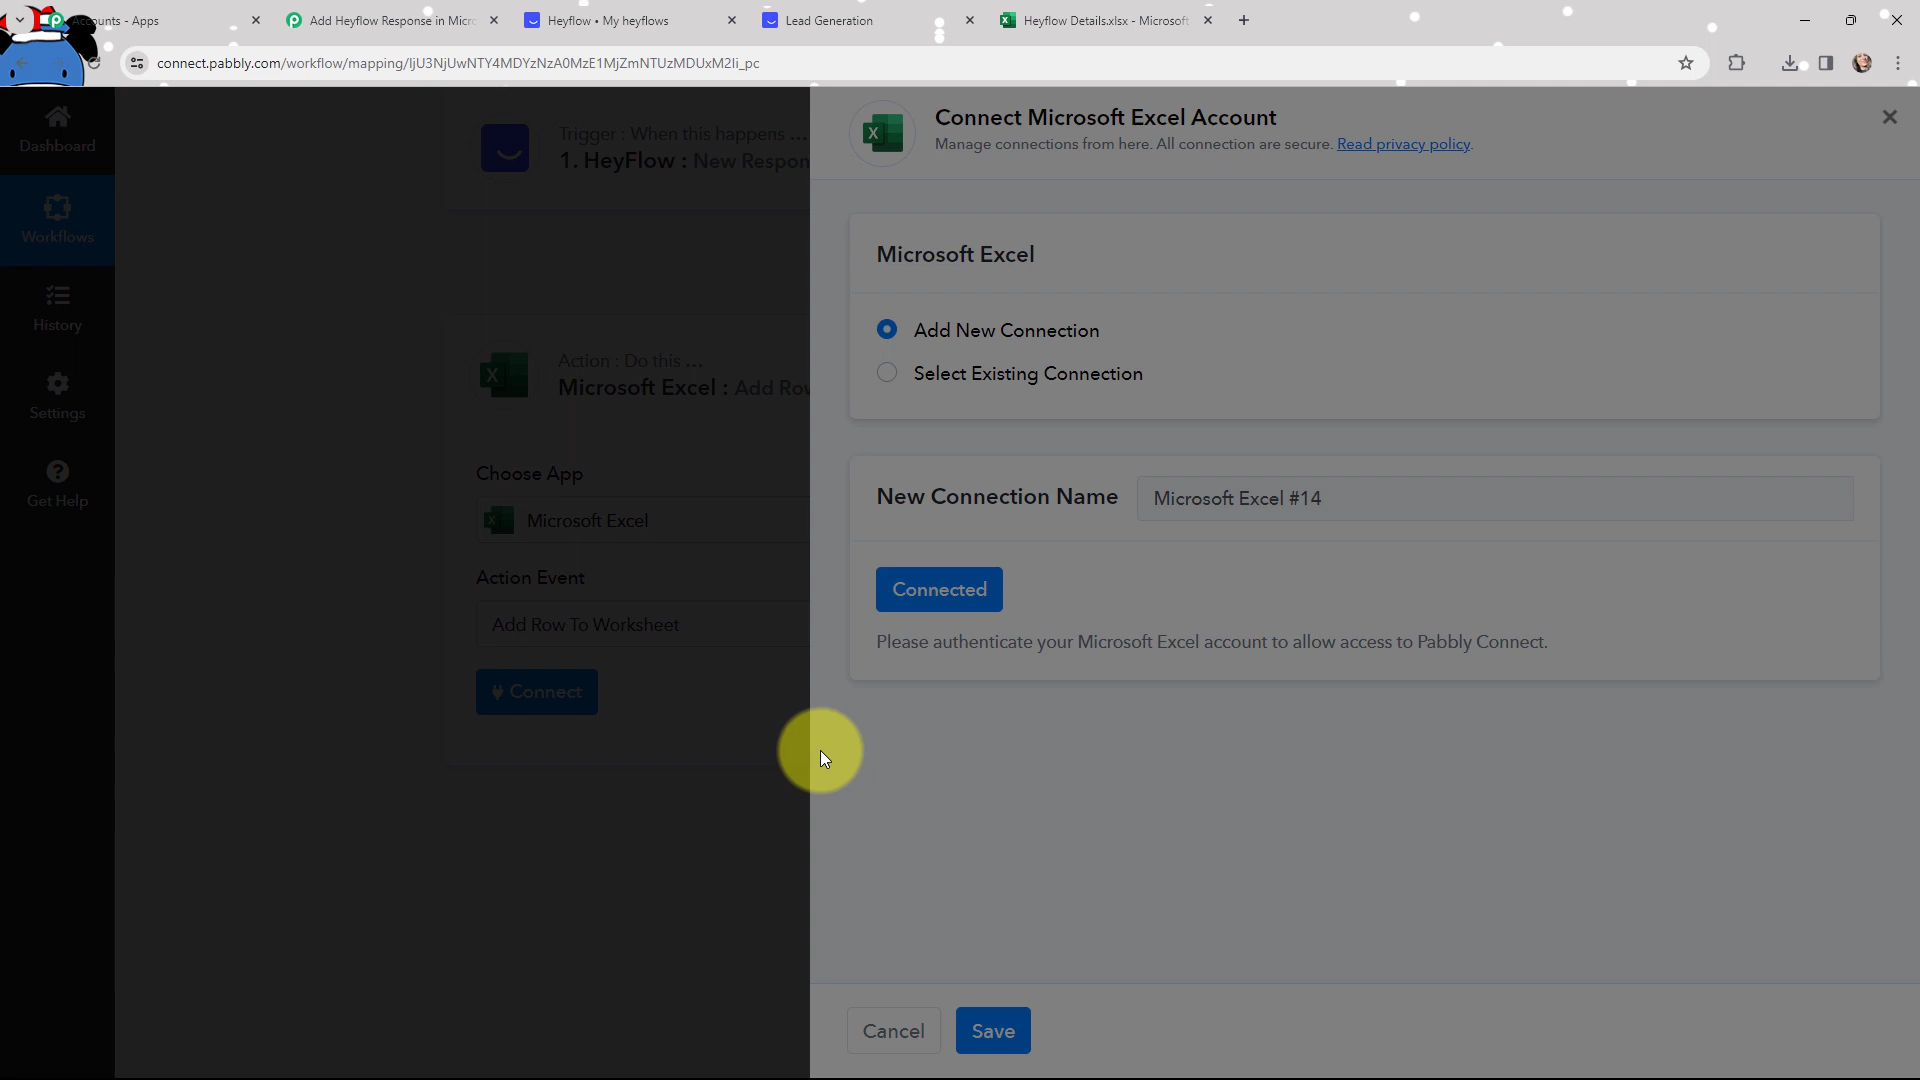 Accounts - Apps
Add Heyflow Response in Micro
Heyflow • My heyflows
Lead Generation
Heyflow Details.xlsx - Microsoft
connect.pabbly.com/workflow/mapping/IjU3NjUwNTY4MDYzNzA0MzE1MjZmNTUzMDUxM2Ii_pc
Dashboard
Workflows
History
Settings
Get Help
Trigger : When this happens ...
1. HeyFlow : New Respon
Action : Do this ...
Microsoft Excel : Add Row
Choose App
Microsoft Excel
Action Event
Add Row To Worksheet
Connect
Connect Microsoft Excel Account
Manage connections from here. All connection are secure. Read privacy policy.
Microsoft Excel
Add New Connection
Select Existing Connection
New Connection Name
Microsoft Excel #14
Connected
Please authenticate your Microsoft Excel account to allow access to Pabbly Connect.
Cancel
Save